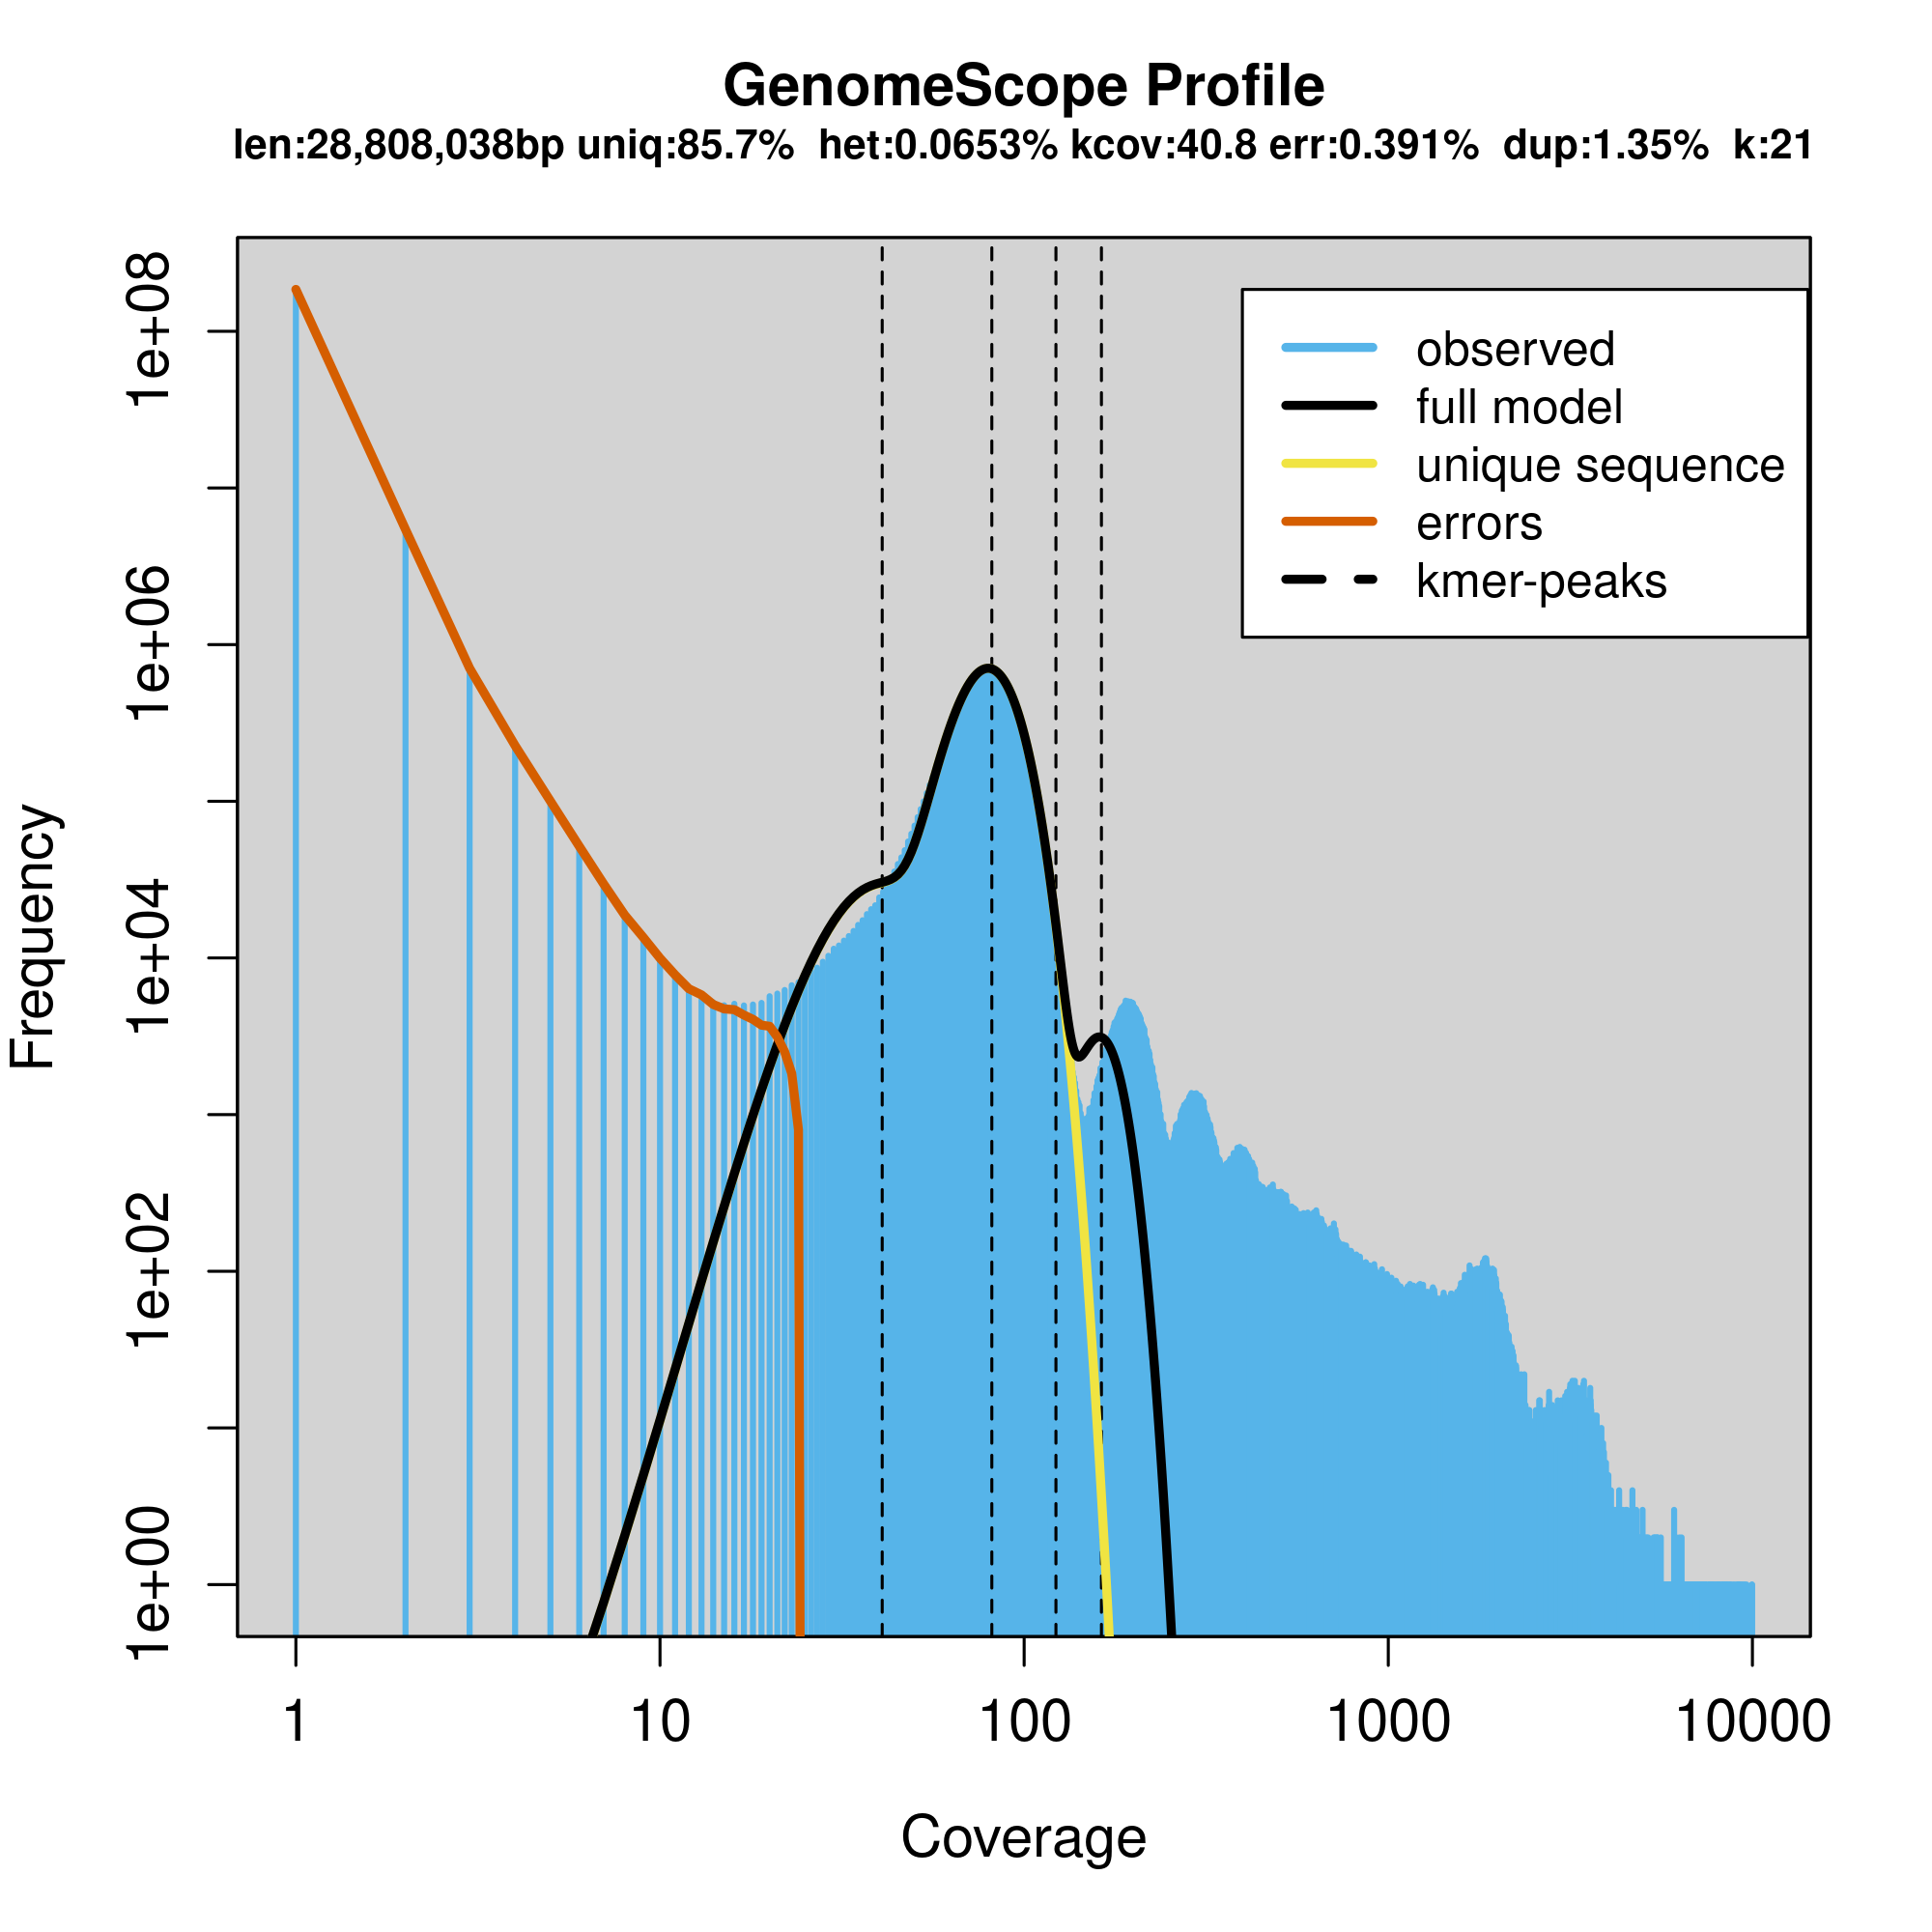 GenomeScope Profile
len:28,808,038bp uniq:85.7% het:0.0653% kcov:40.8 err:0.391% dup:1.35% k:21
observed
full model
unique sequence
errors
kmer-peaks
Frequency
1e+08
1e+06
1e+04
1e+02
1e+00
1 10 100 1000 10000
Coverage